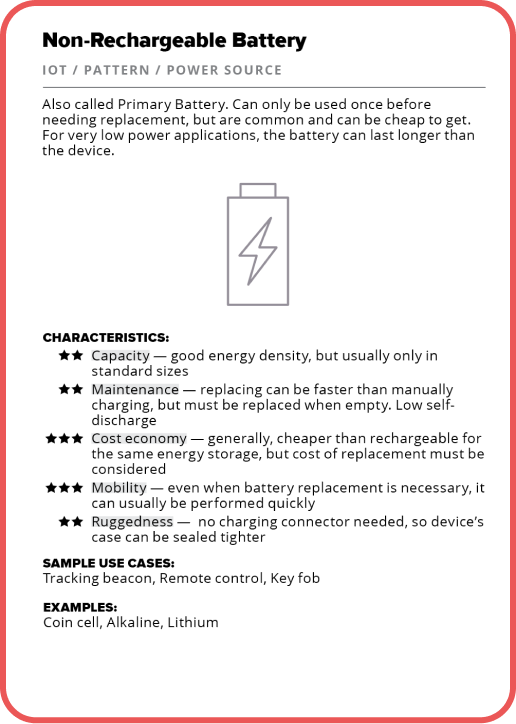 Non-Rechargeable Battery
IOT / PATTERN / POWER SOURCE
Also called Primary Battery. Can only be used once before
needing replacement, but are common and can be cheap to get.
For very low power applications, the battery can last longer than
the device.
CHARACTERISTICS:
★★ Capacity — good energy density, but usually only in
standard sizes
★★ Maintenance — replacing can be faster than manually
charging, but must be replaced when empty. Low self-
discharge
★★★ Cost economy — generally, cheaper than rechargeable for
the same energy storage, but cost of replacement must be
considered
★★★ Mobility — even when battery replacement is necessary, it
can usually be performed quickly
★★ Ruggedness — no charging connector needed, so device's
case can be sealed tighter
SAMPLE USE CASES:
Tracking beacon, Remote control, Key fob
EXAMPLES:
Coin cell, Alkaline, Lithium